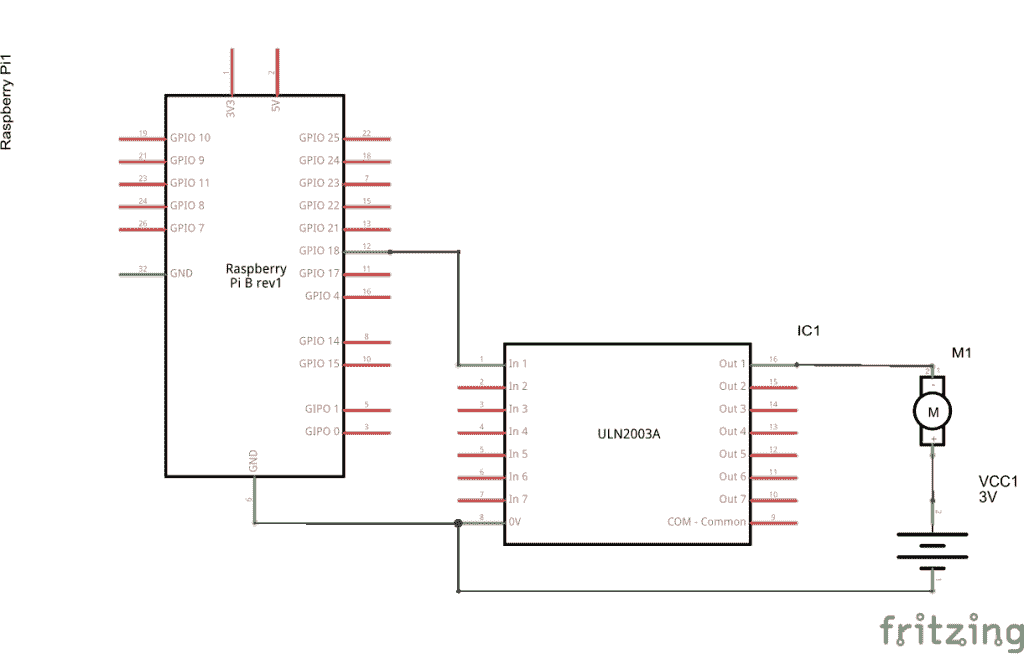 Raspberry Pi1
1
2
3V3
5V
19
GPIO 10
GPIO 25
22
21
GPIO 9
GPIO 24
18
23
GPIO 11
GPIO 23
7
24
GPIO 8
GPIO 22
15
26
GPIO 7
GPIO 21
13
GPIO 18
12
32
GND
Raspberry
Pi B rev1
GPIO 17
11
GPIO 4
16
GPIO 14
8
GPIO 15
10
GIPO 1
5
GIPO 0
3
GND
6
IC1
1
In 1
Out 1
16
2
In 2
Out 2
15
3
In 3
Out 3
14
4
In 4
Out 4
13
5
In 5
Out 5
12
6
In 6
Out 6
11
7
In 7
Out 7
10
8
0V
COM - Common
9
ULN2003A
M1
1
-
M
+
VCC1
3V
2
1
fritzing